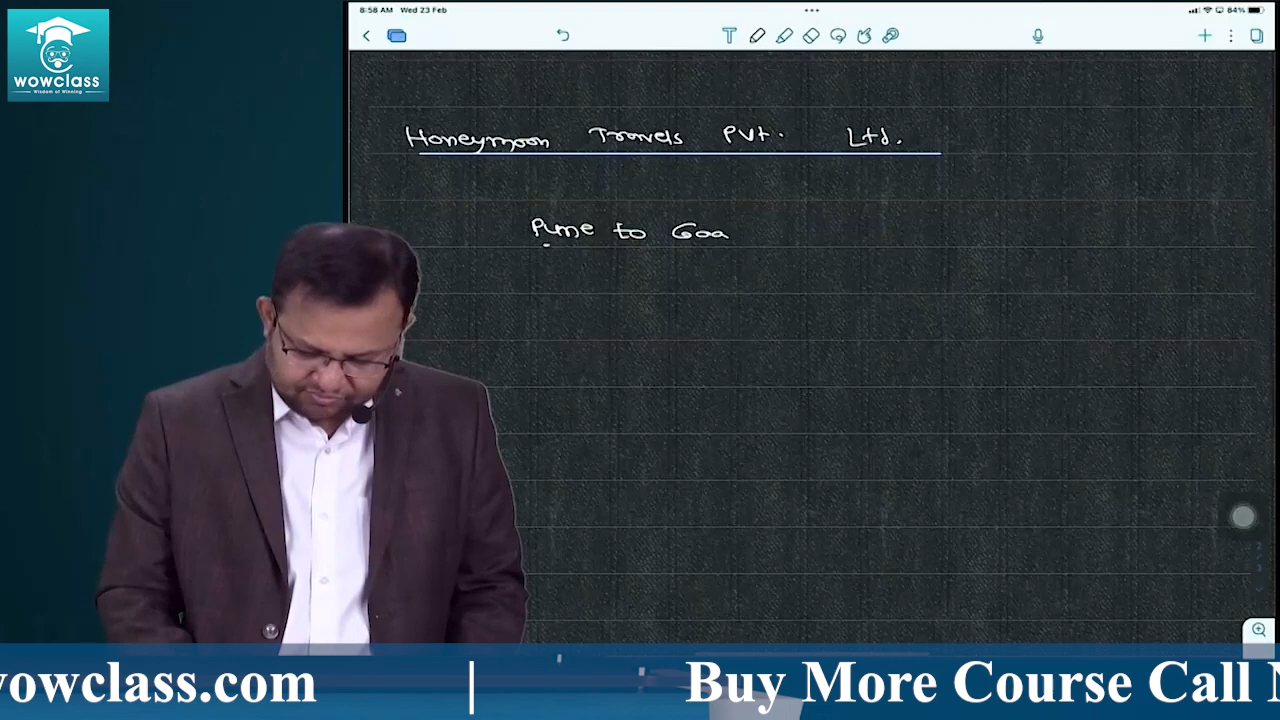 8:58 AM Wed 23 Feb
84%
wowclass
Wisdom of Winning
Honeymoon Travels Pvt. Ltd.
Pune to Goa
wowclass.com | Buy More Course Call